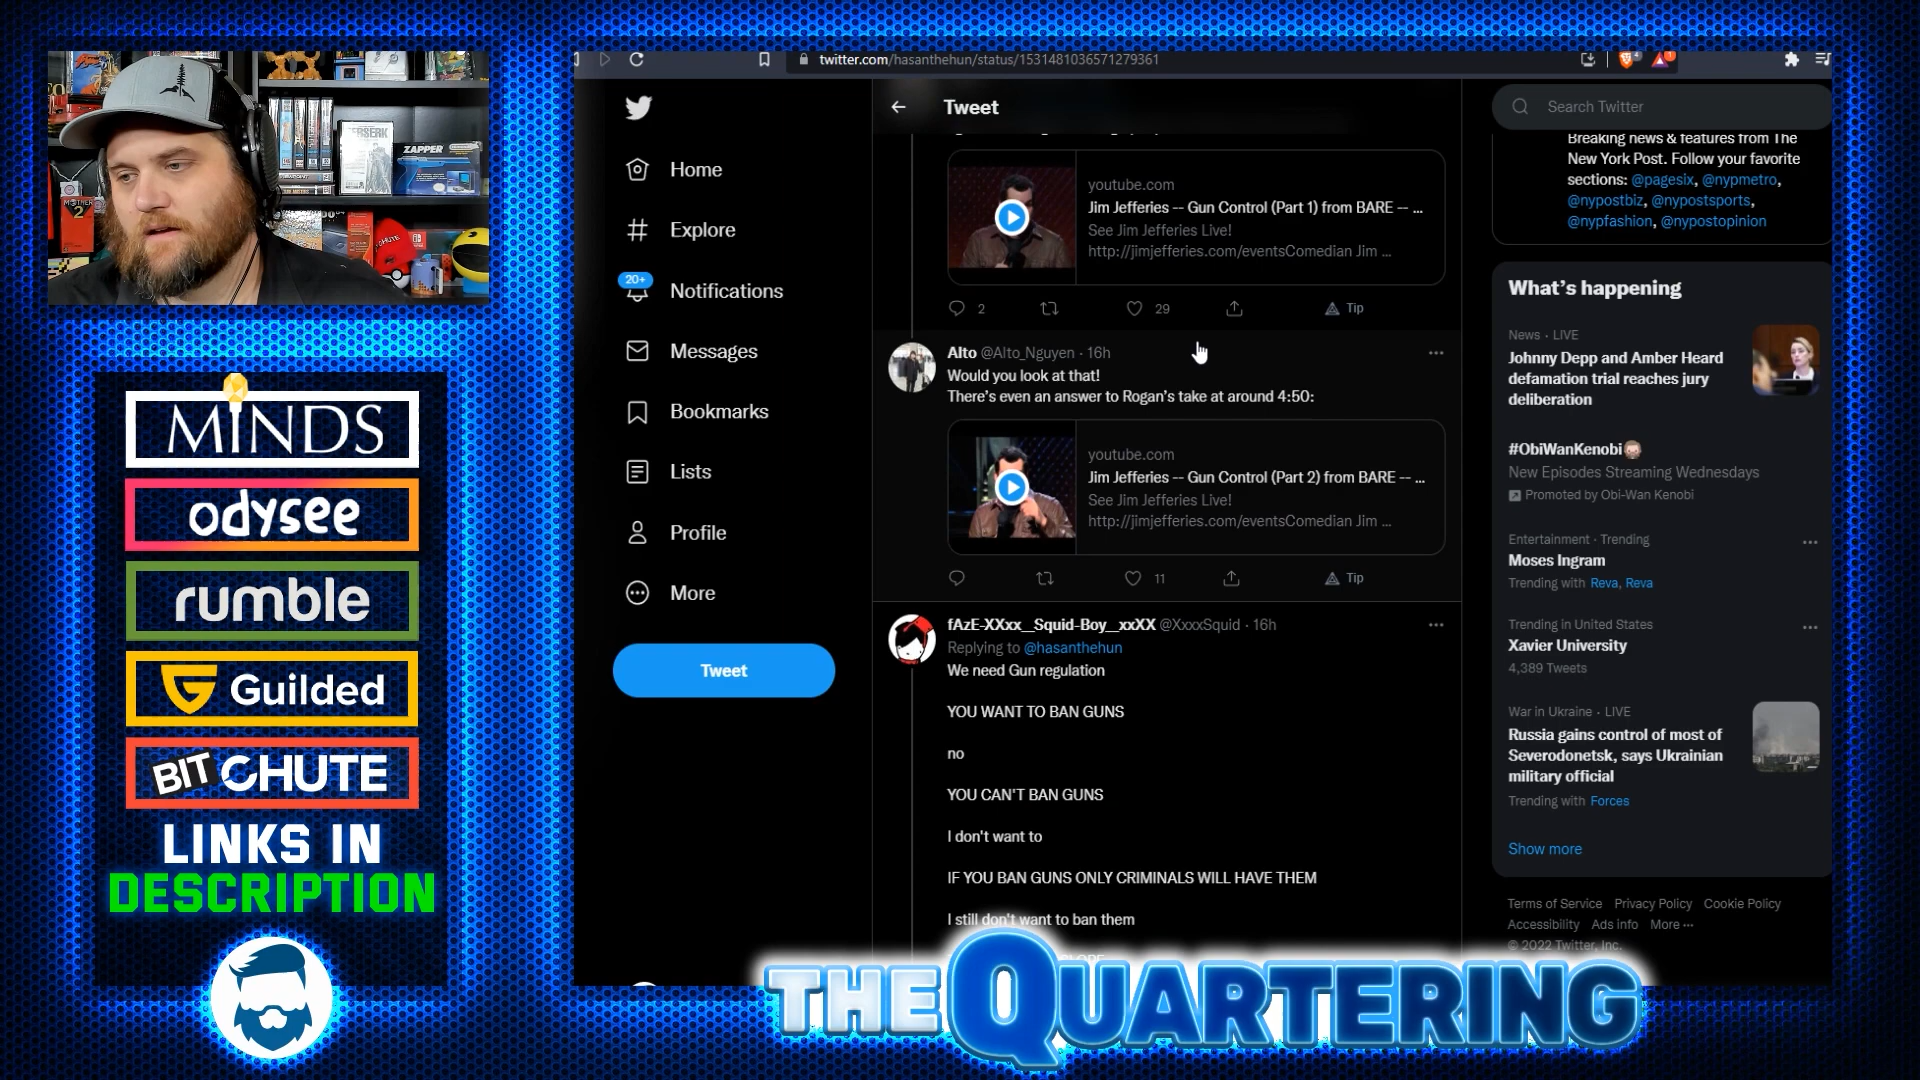 MINDS
odysee
rumble
Guilded
BITCHUTE
LINKS IN
DESCRIPTION
BERSERK
ZAPPER
MOTHER
2
twitter.com/hasanthehun/status/1531481036571279361
Home
Explore
20+
Notifications
Messages
Bookmarks
Lists
Profile
More
Tweet
Tweet
youtube.com
Jim Jefferies -- Gun Control (Part 1) from BARE -- ...
See Jim Jefferies Live!
http://jimjefferies.com/eventsComedian Jim ...
2 29 Tip
Alto @Alto_Nguyen · 16h
Would you look at that!
There's even an answer to Rogan's take at around 4:50:
youtube.com
Jim Jefferies -- Gun Control (Part 2) from BARE -- ...
See Jim Jefferies Live!
http://jimjefferies.com/eventsComedian Jim ...
11 Tip
fAzE-XXxx__Squid-Boy__xxXX @XxxxSquid · 16h
Replying to @hasanthehun
We need Gun regulation
YOU WANT TO BAN GUNS
no
YOU CAN'T BAN GUNS
I don't want to
IF YOU BAN GUNS ONLY CRIMINALS WILL HAVE THEM
I still don't want to ban them
Search Twitter
Breaking news & features from The
New York Post. Follow your favorite
sections: @pagesix, @nypmetro,
@nypostbiz, @nypostsports,
@nypfashion, @nypostopinion
What's happening
News · LIVE
Johnny Depp and Amber Heard
defamation trial reaches jury
deliberation
#ObiWanKenobi
New Episodes Streaming Wednesdays
Promoted by Obi-Wan Kenobi
Entertainment · Trending
Moses Ingram
Trending with Reva, Reva
Trending in United States
Xavier University
4,389 Tweets
War in Ukraine · LIVE
Russia gains control of most of
Severodonetsk, says Ukrainian
military official
Trending with Forces
Show more
Terms of Service Privacy Policy Cookie Policy
Accessibility Ads info More ···
© 2022 Twitter, Inc.
THE QUARTERING